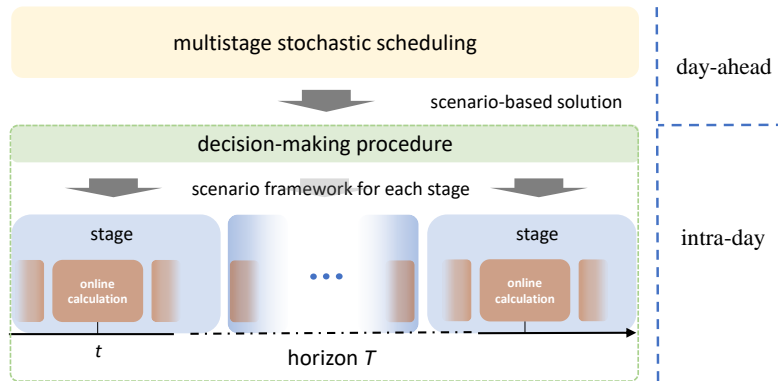 multistage stochastic scheduling
day-ahead
scenario-based solution
decision-making procedure
scenario framework for each stage
stage
stage
intra-day
online
calculation
...
online
calculation
t
horizon T